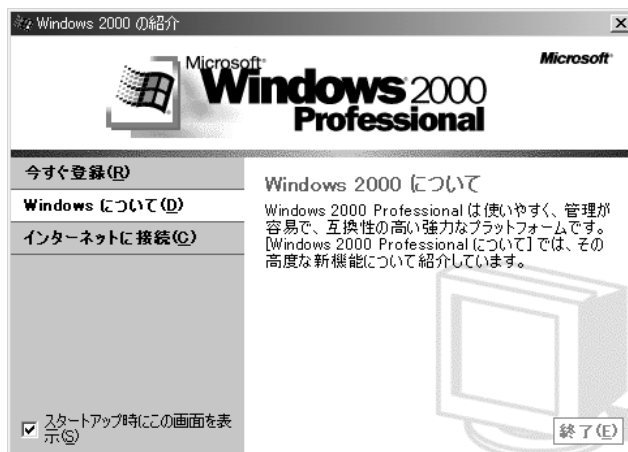 Windows 2000 の紹介
Microsoft
Microsoft
Windows 2000
Professional
今すぐ登録(R)
Windows について(D)
インターネットに接続(C)
Windows 2000 について
Windows 2000 Professional は使いやすく、管理が
容易で、互換性の高い強力なプラットフォームです。
[Windows 2000 Professional について] では、その
高度な新機能について紹介しています。
スタートアップ時にこの画面を表
示(S)
終了(E)